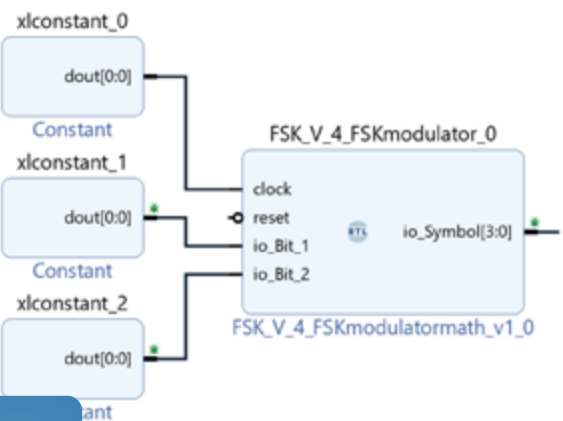 xlconstant_0
dout[0:0]
Constant
xlconstant_1
dout[0:0]
Constant
xlconstant_2
dout[0:0]
FSK_V_4_FSKmodulator_0
clock
reset
io_Bit_1
io_Bit_2
RTL
io_Symbol[3:0]
FSK_V_4_FSKmodulatormath_v1_0